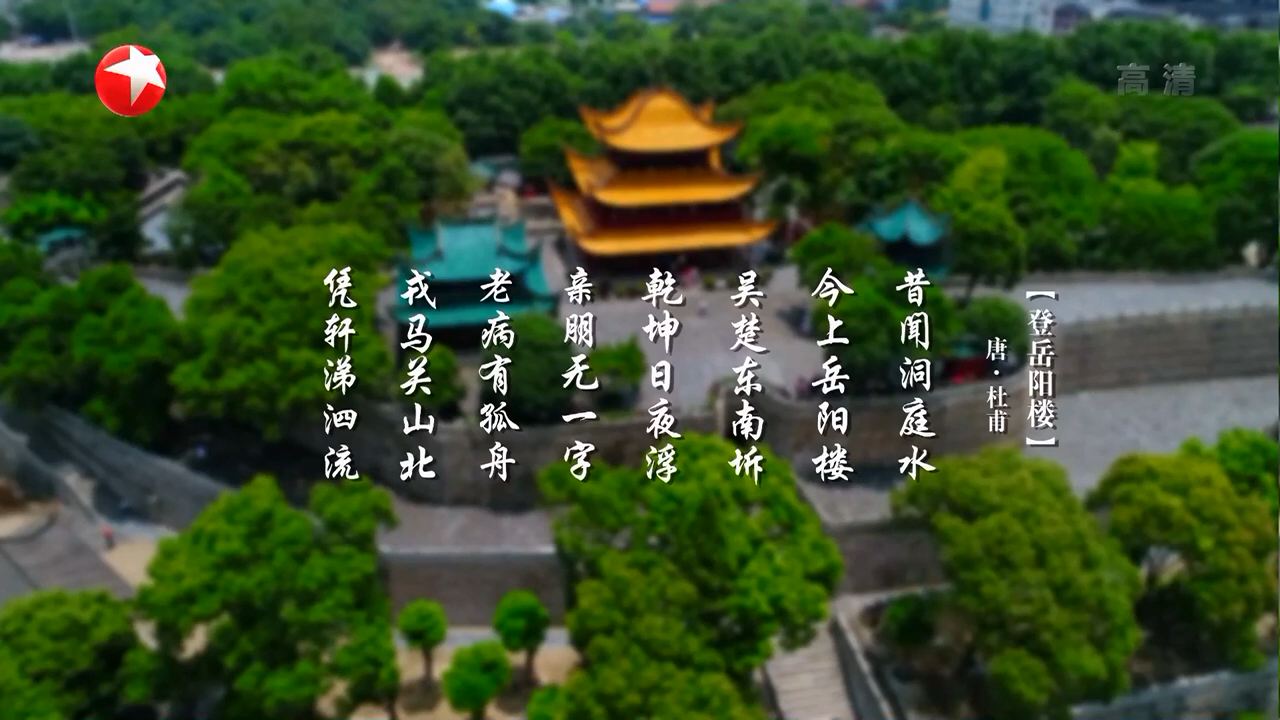 【登岳阳楼】
唐·杜甫
昔闻洞庭水
今上岳阳楼
吴楚东南坼
乾坤日夜浮
亲朋无一字
老病有孤舟
戎马关山北
凭轩涕泗流
高清